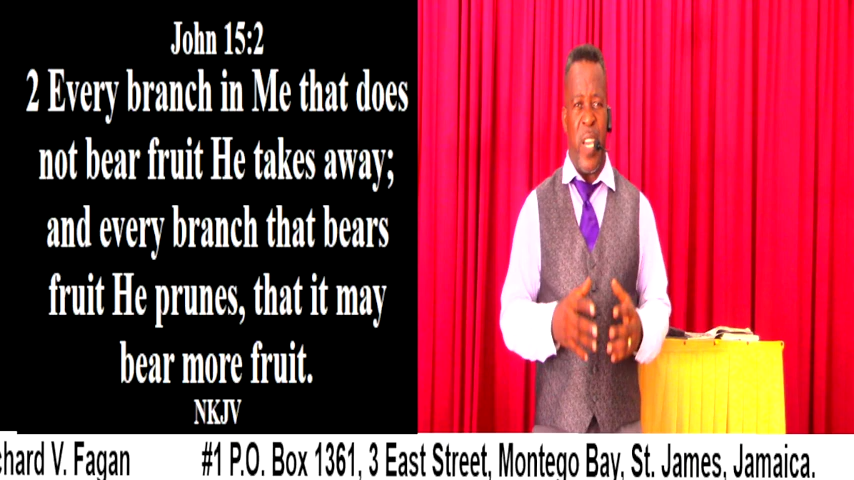 John 15:2
2 Every branch in Me that does
not bear fruit He takes away;
and every branch that bears
fruit He prunes, that it may
bear more fruit.
NKJV
chard V. Fagan #1 P.O. Box 1361, 3 East Street, Montego Bay, St. James, Jamaica.